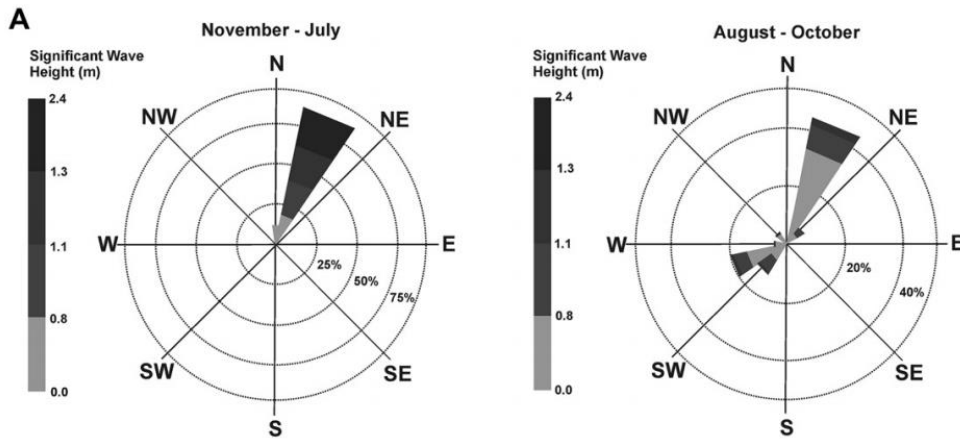 A
November - July
Significant Wave
Height (m)
2.4
1.3
1.1
0.8
0.0
N
NE
E
SE
S
SW
W
NW
25%
50%
75%
August - October
Significant Wave
Height (m)
2.4
1.3
1.1
0.8
0.0
N
NE
E
SE
S
SW
W
NW
20%
40%